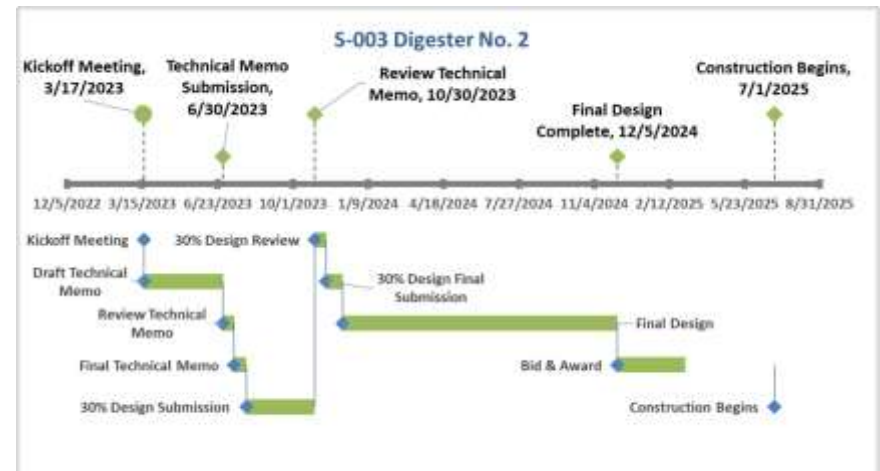 S-003 Digester No. 2
Kickoff Meeting,
3/17/2023
Technical Memo
Submission,
6/30/2023
Review Technical
Memo, 10/30/2023
Final Design
Complete, 12/5/2024
Construction Begins,
7/1/2025
12/5/2022 3/15/2023 6/23/2023 10/1/2023 1/9/2024 4/18/2024 7/27/2024 11/4/2024 2/12/2025 5/23/2025 8/31/2025
Kickoff Meeting
30% Design Review
Draft Technical
Memo
30% Design Final
Submission
Review Technical
Memo
Final Design
Final Technical Memo
Bid & Award
30% Design Submission
Construction Begins